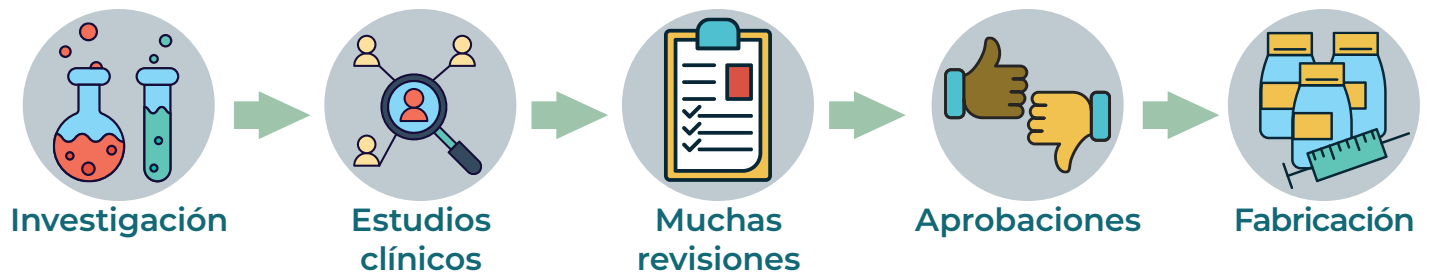 Investigación
Estudios
clínicos
Muchas
revisiones
Aprobaciones
Fabricación